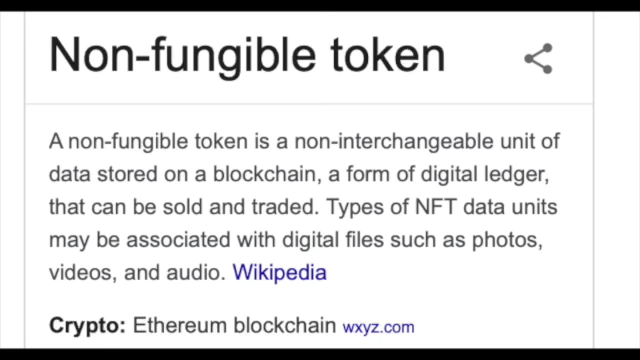 Non-fungible token
A non-fungible token is a non-interchangeable unit of
data stored on a blockchain, a form of digital ledger,
that can be sold and traded. Types of NFT data units
may be associated with digital files such as photos,
videos, and audio. Wikipedia
Crypto: Ethereum blockchain wxyz.com